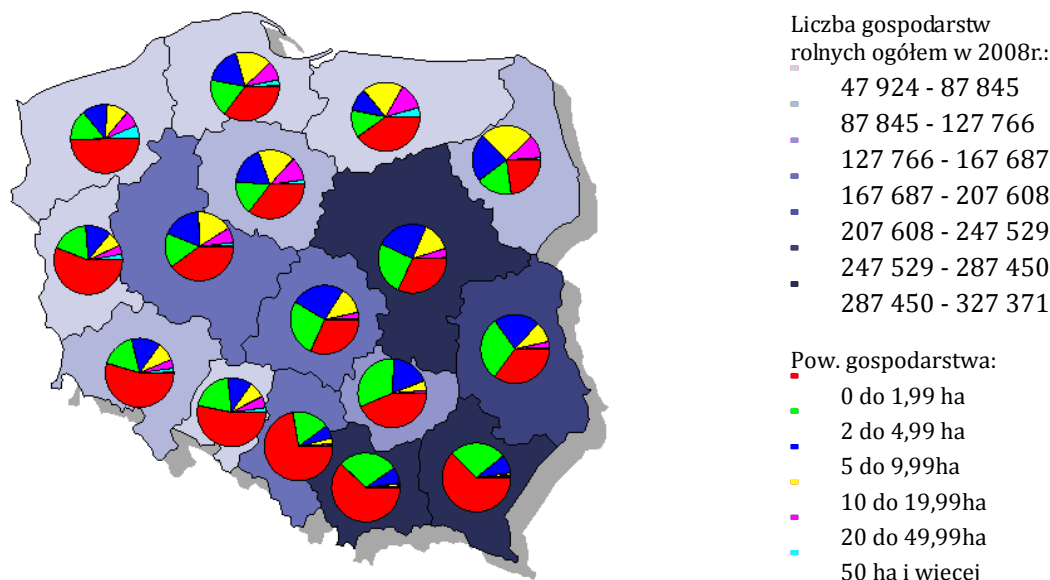 Liczba gospodarstw
rolnych ogółem w 2008r.:
47 924 - 87 845
87 845 - 127 766
127 766 - 167 687
167 687 - 207 608
207 608 - 247 529
247 529 - 287 450
287 450 - 327 371
Pow. gospodarstwa:
0 do 1,99 ha
2 do 4,99 ha
5 do 9,99ha
10 do 19,99ha
20 do 49,99ha
50 ha i więcej